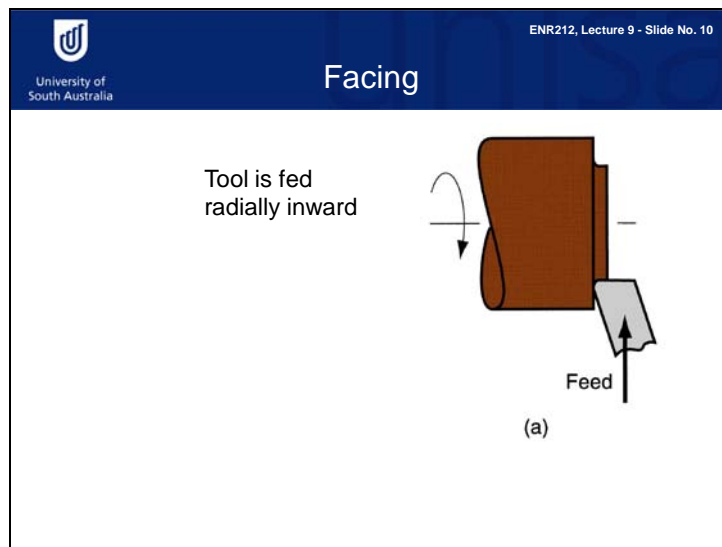 ENR212, Lecture 9 - Slide No. 10
University of
South Australia
Facing
Tool is fed
radially inward
Feed
(a)